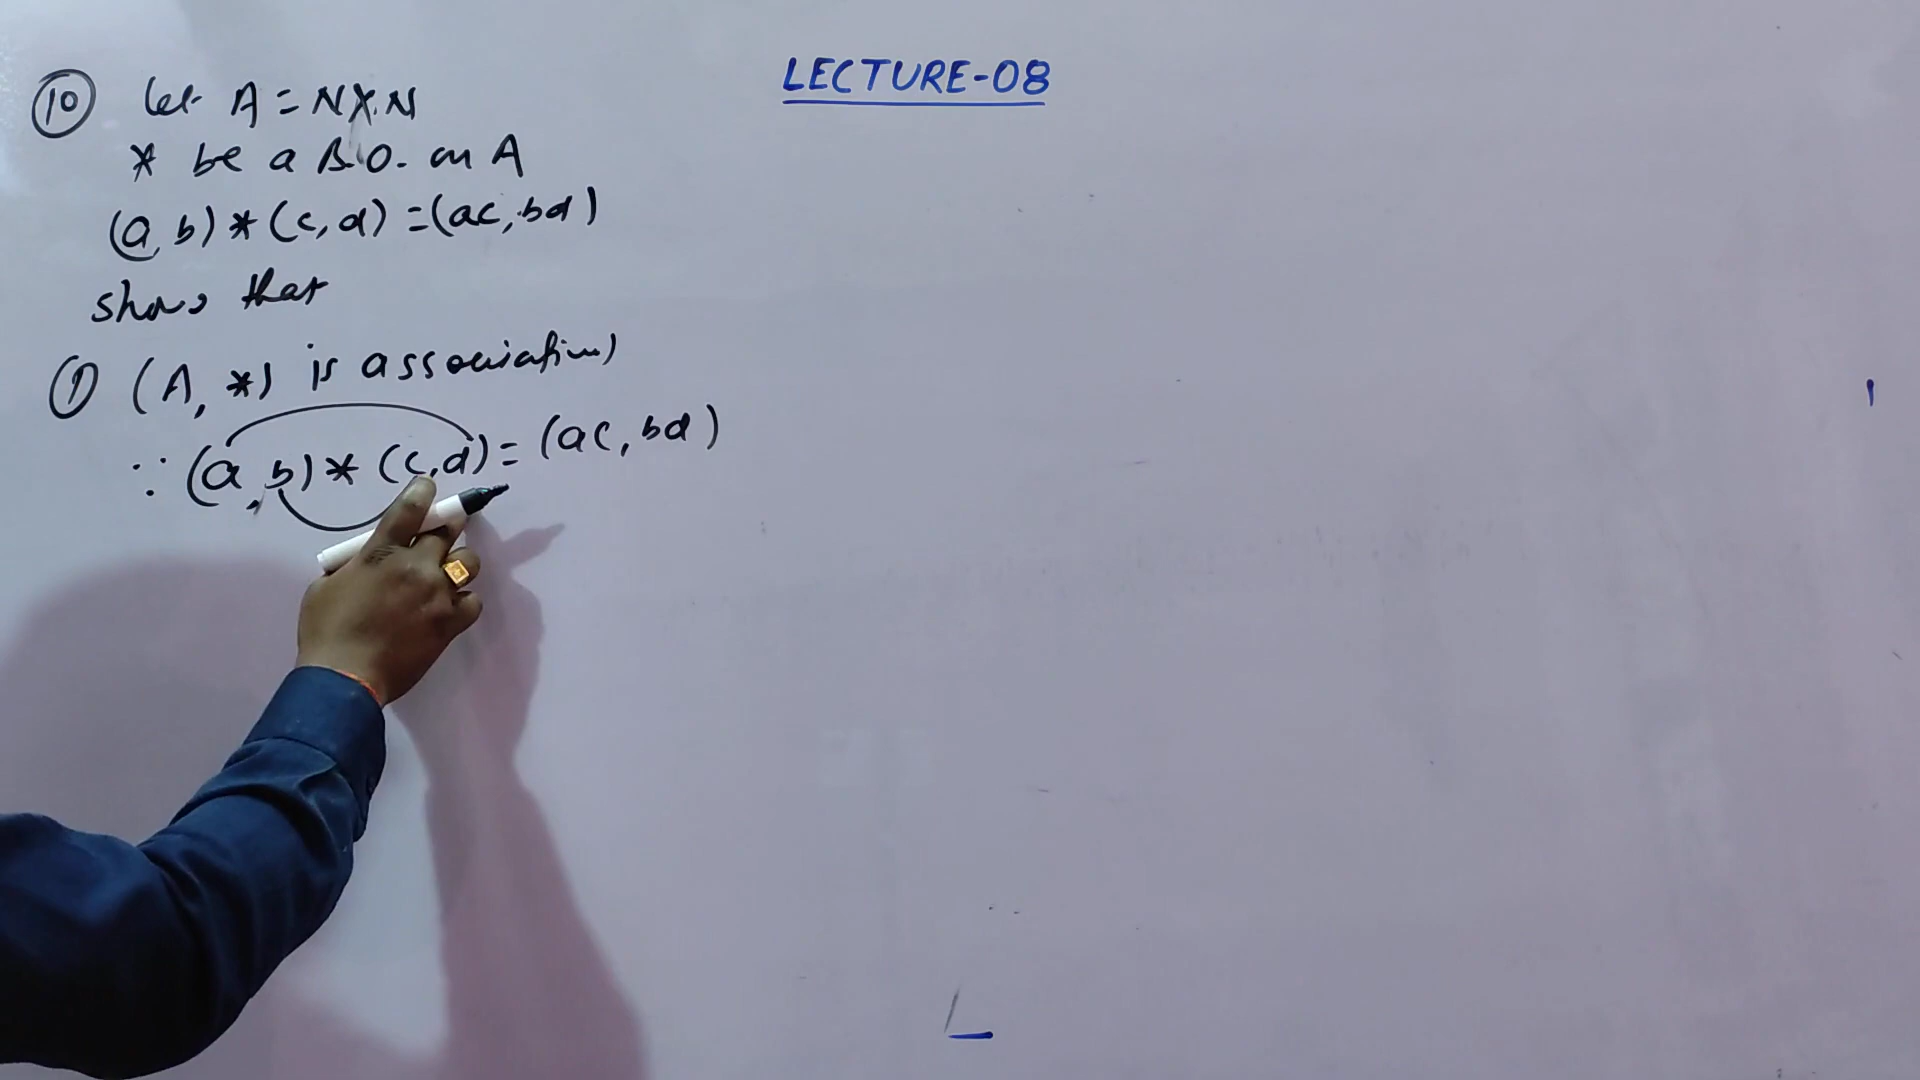 LECTURE-08
10 let A = N X N
* be a B.O. on A
(a, b) * (c, d) = (ac, bd)
show that
① (A, *) is associative
∵ (a, b) * (c, d) = (ac, bd)